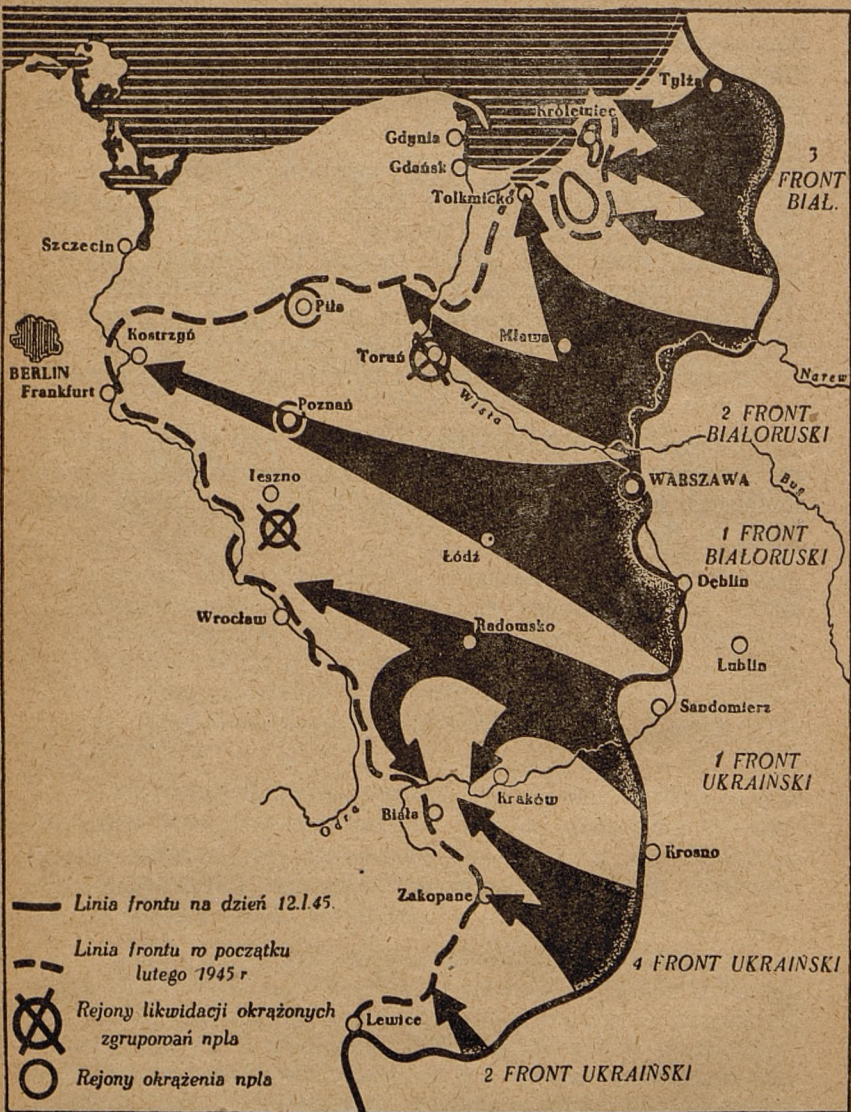 Tylża
Królewiec
Gdynia
Gdańsk
Tolkmicko
3
FRONT
BIAŁ.
Szczecin
Piła
Kostrzyń
BERLIN
Frankfurt
Toruń
Mława
Narew
Wisła
Poznań
2 FRONT
BIAŁORUSKI
Leszno
WARSZAWA
Bug
1 FRONT
BIAŁORUSKI
Łódź
Dęblin
Wrocław
Radomsko
Lublin
Sandomierz
1 FRONT
UKRAIŃSKI
Kraków
Biała
Odra
Krosno
Zakopane
Linia frontu na dzień 12.I.45.
Linia frontu w początku
lutego 1945 r
4 FRONT UKRAIŃSKI
Rejony likwidacji okrążonych
zgrupowań npla
Lewice
Rejony okrążenia npla
2 FRONT UKRAIŃSKI